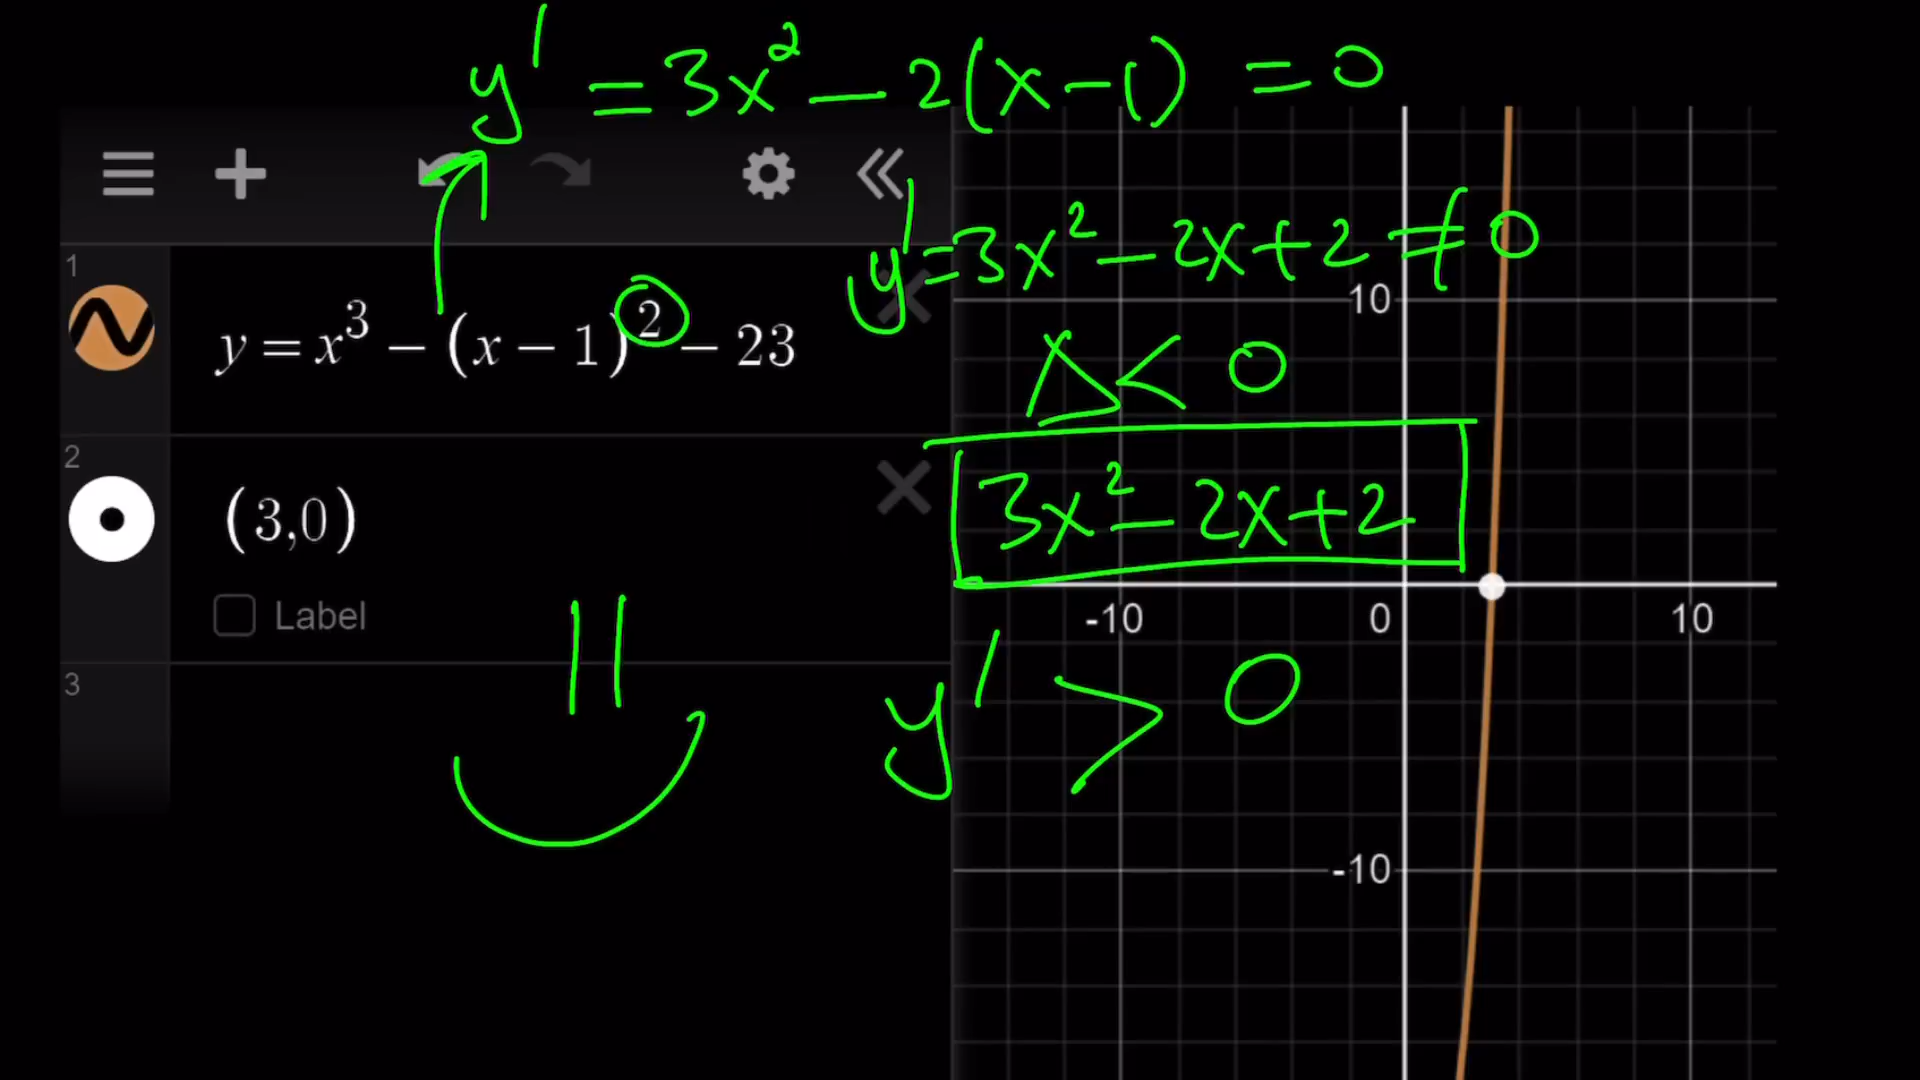 y' = 3x² - 2(x-1) = 0
y' = 3x² - 2x + 2 ≠ 0
1
y = x³ - (x - 1)² - 23
10
Δ < 0
2
(3,0)
3x² - 2x + 2
Label
-10
0
10
3
y' > 0
-10